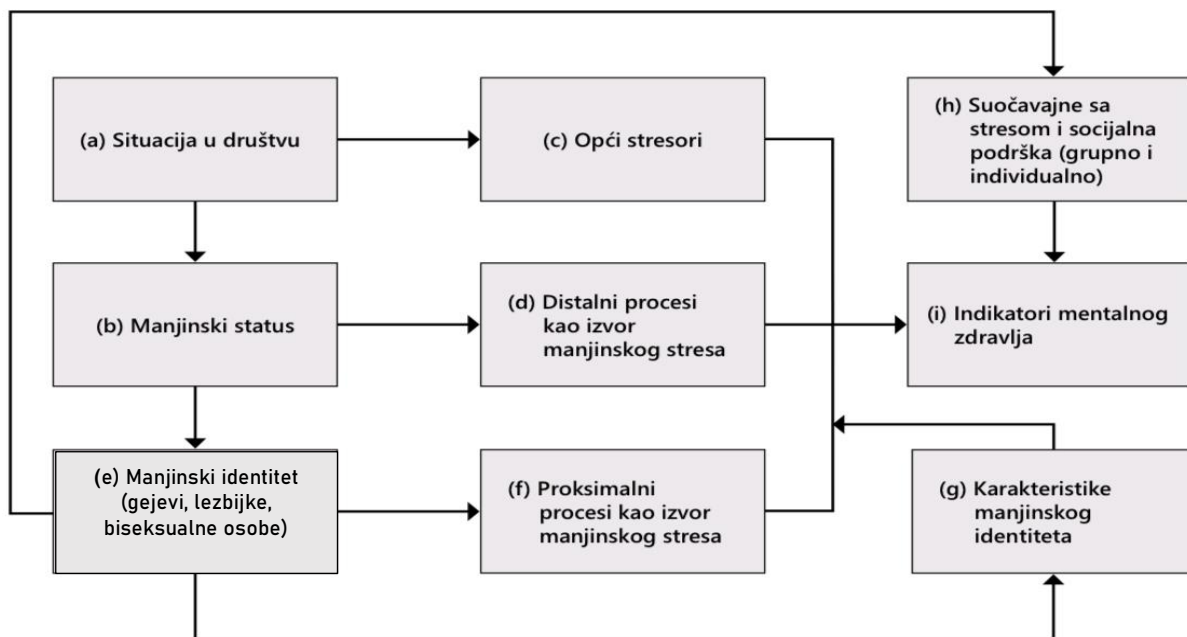 (a) Situacija u društvu
(c) Opći stresori
(h) Suočavajne sa
stresom i socijalna
podrška (grupno i
individualno)
(b) Manjinski status
(d) Distalni procesi
kao izvor
manjinskog stresa
(i) Indikatori mentalnog
zdravlja
(e) Manjinski identitet
(gejevi, lezbijke,
biseksualne osobe)
(f) Proksimalni
procesi kao izvor
manjinskog stresa
(g) Karakteristike
manjinskog
identiteta